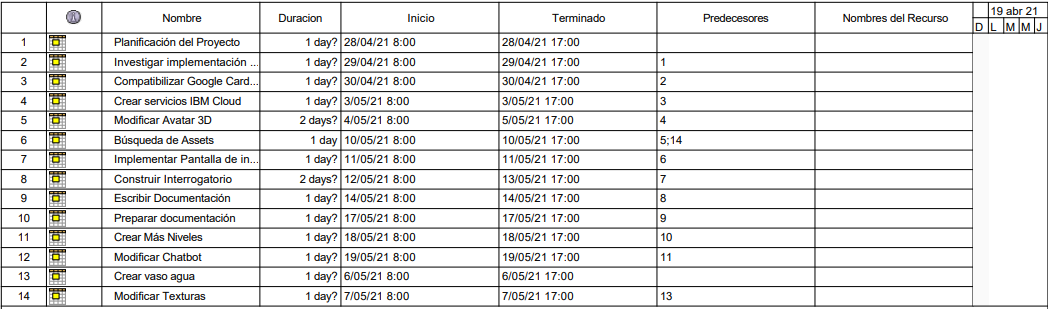 Nombre Duracion Inicio Terminado Predecesores Nombres del Recurso 19 abr 21
D L M M J
1 Planificación del Proyecto 1 day? 28/04/21 8:00 28/04/21 17:00
2 Investigar implementación ... 1 day? 29/04/21 8:00 29/04/21 17:00 1
3 Compatibilizar Google Card... 1 day? 30/04/21 8:00 30/04/21 17:00 2
4 Crear servicios IBM Cloud 1 day? 3/05/21 8:00 3/05/21 17:00 3
5 Modificar Avatar 3D 2 days? 4/05/21 8:00 5/05/21 17:00 4
6 Búsqueda de Assets 1 day 10/05/21 8:00 10/05/21 17:00 5;14
7 Implementar Pantalla de in... 1 day? 11/05/21 8:00 11/05/21 17:00 6
8 Construir Interrogatorio 2 days? 12/05/21 8:00 13/05/21 17:00 7
9 Escribir Documentación 1 day? 14/05/21 8:00 14/05/21 17:00 8
10 Preparar documentación 1 day? 17/05/21 8:00 17/05/21 17:00 9
11 Crear Más Niveles 1 day? 18/05/21 8:00 18/05/21 17:00 10
12 Modificar Chatbot 1 day? 19/05/21 8:00 19/05/21 17:00 11
13 Crear vaso agua 1 day? 6/05/21 8:00 6/05/21 17:00
14 Modificar Texturas 1 day? 7/05/21 8:00 7/05/21 17:00 13